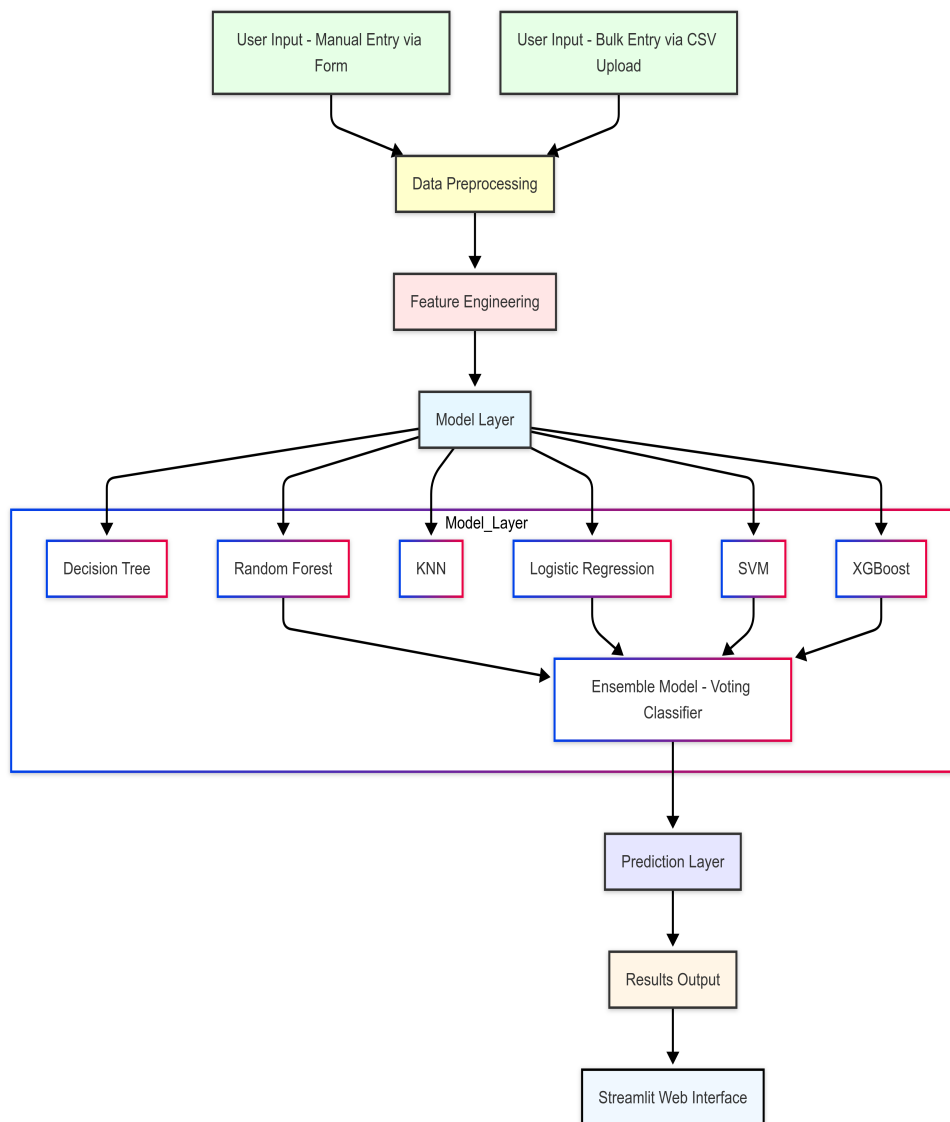 User Input - Manual Entry via
Form
User Input - Bulk Entry via CSV
Upload
Data Preprocessing
Feature Engineering
Model Layer
Model_Layer
Decision Tree
Random Forest
KNN
Logistic Regression
SVM
XGBoost
Ensemble Model - Voting
Classifier
Prediction Layer
Results Output
Streamlit Web Interface